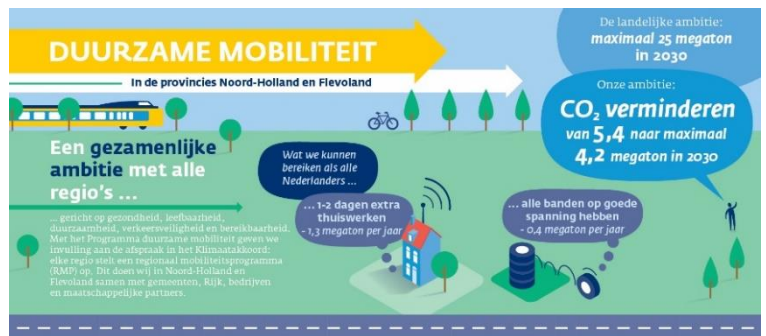 DUURZAME MOBILITEIT
In de provincies Noord-Holland en Flevoland
De landelijke ambitie:
maximaal 25 megaton
in 2030
Onze ambitie:
CO₂ verminderen
van 5,4 naar maximaal
4,2 megaton in 2030
Een gezamenlijke
ambitie met alle
regio's ...
... gericht op gezondheid, leefbaarheid,
duurzaamheid, verkeersveiligheid en bereikbaarheid.
Met het Programma duurzame mobiliteit geven we
invulling aan de afspraak in het Klimaatakkoord:
elke regio stelt een regionaal mobiliteitsprogramma
(RMP) op. Dit doen wij in Noord-Holland en
Flevoland samen met gemeenten, Rijk, bedrijven
en maatschappelijke partners.
Wat we kunnen
bereiken als alle
Nederlanders ...
... 1-2 dagen extra
thuiswerken
- 1,3 megaton per jaar
... alle banden op goede
spanning hebben
- 0,4 megaton per jaar